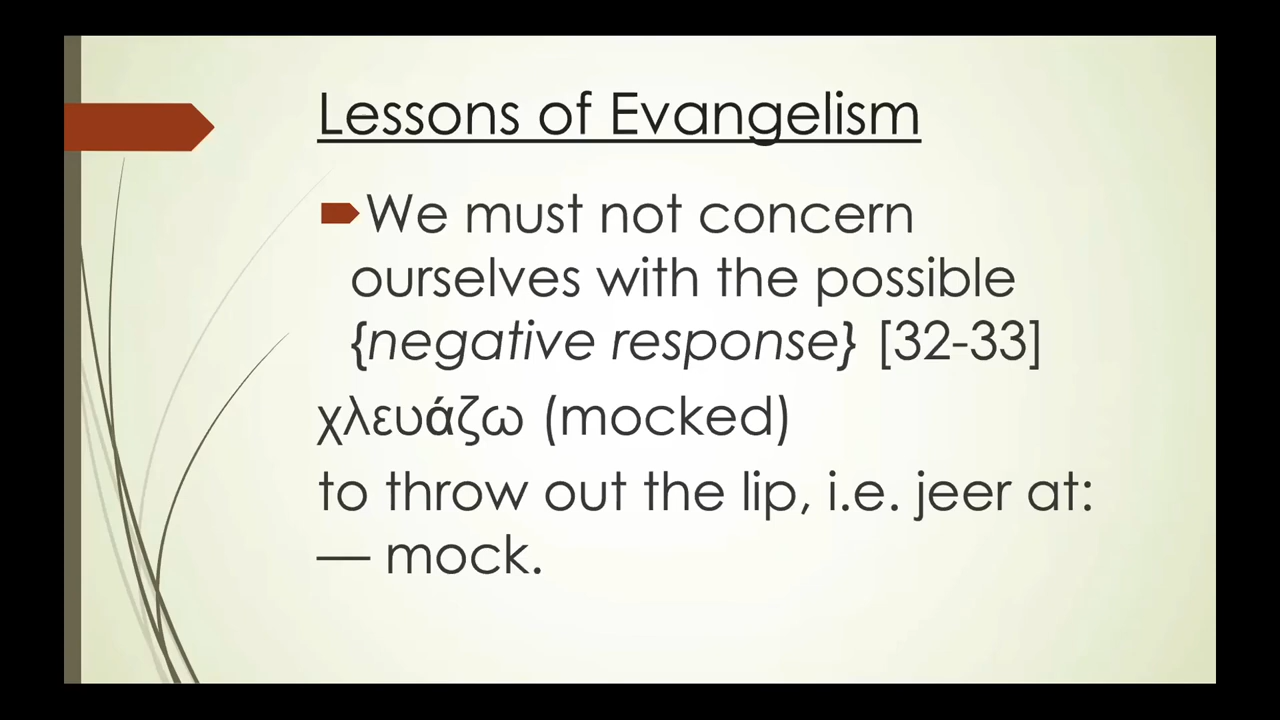 Lessons of Evangelism
We must not concern
ourselves with the possible
{negative response} [32-33]
χλευάζω (mocked)
to throw out the lip, i.e. jeer at:
— mock.